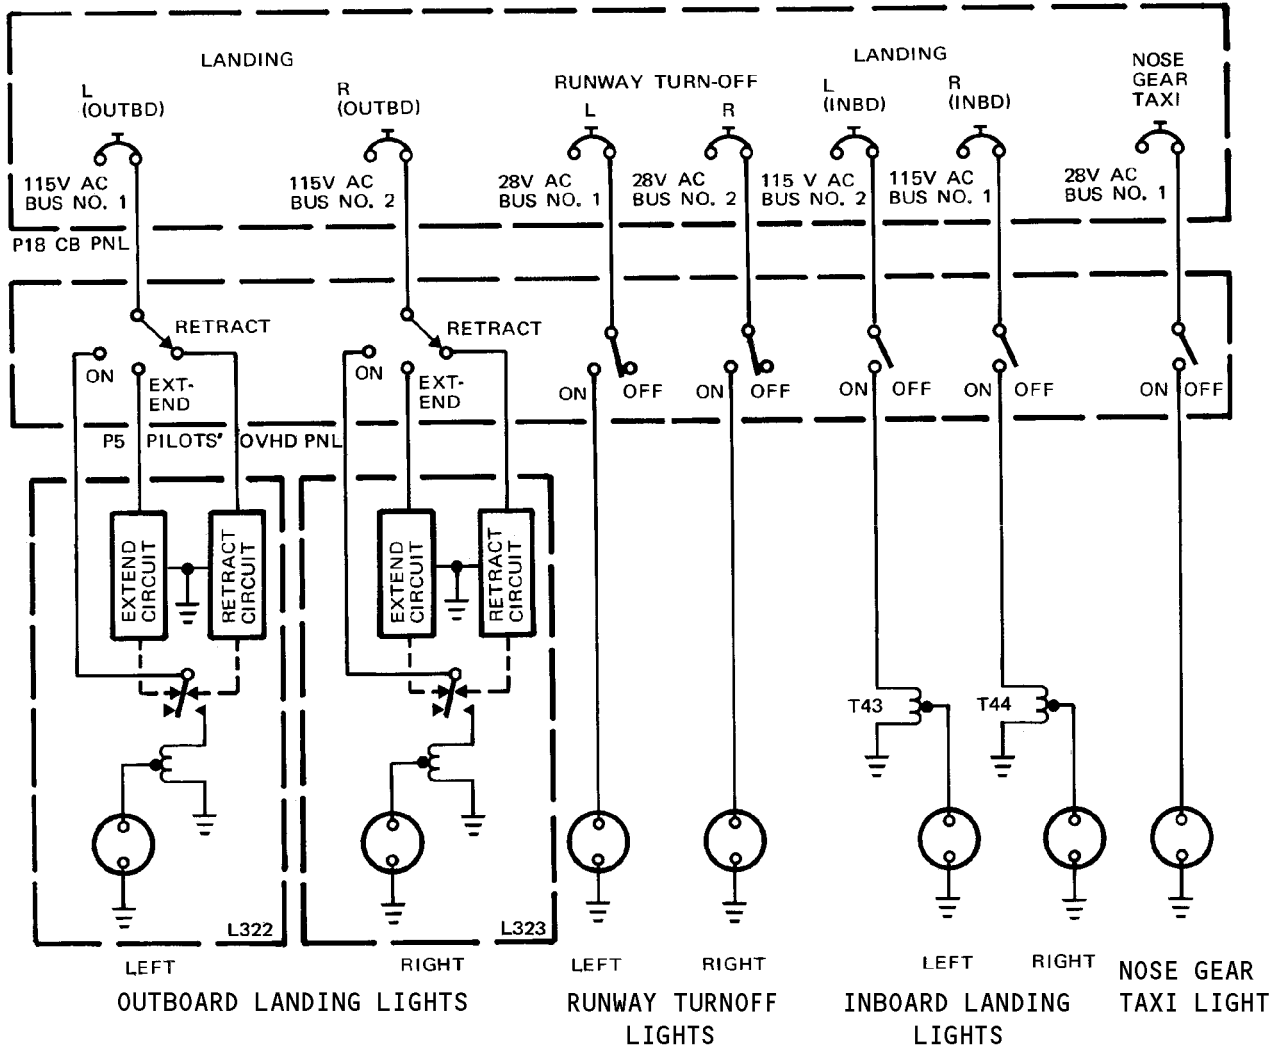 LANDING
L
(OUTBD)
R
(OUTBD)
RUNWAY TURN-OFF
L
R
LANDING
L
(INBD)
R
(INBD)
NOSE
GEAR
TAXI
115V AC
BUS NO. 1
115V AC
BUS NO. 2
28V AC
BUS NO. 1
28V AC
BUS NO. 2
115 V AC
BUS NO. 2
115V AC
BUS NO. 1
28V AC
BUS NO. 1
P18 CB PNL
RETRACT
ON
EXT-
END
RETRACT
ON
EXT-
END
ON
OFF
ON
OFF
ON
OFF
ON
OFF
ON
OFF
P5 PILOTS' OVHD PNL
EXTEND
CIRCUIT
RETRACT
CIRCUIT
EXTEND
CIRCUIT
RETRACT
CIRCUIT
T43
T44
L322
L323
LEFT
RIGHT
LEFT
RIGHT
LEFT
RIGHT
OUTBOARD LANDING LIGHTS
RUNWAY TURNOFF
LIGHTS
INBOARD LANDING
LIGHTS
NOSE GEAR
TAXI LIGHT